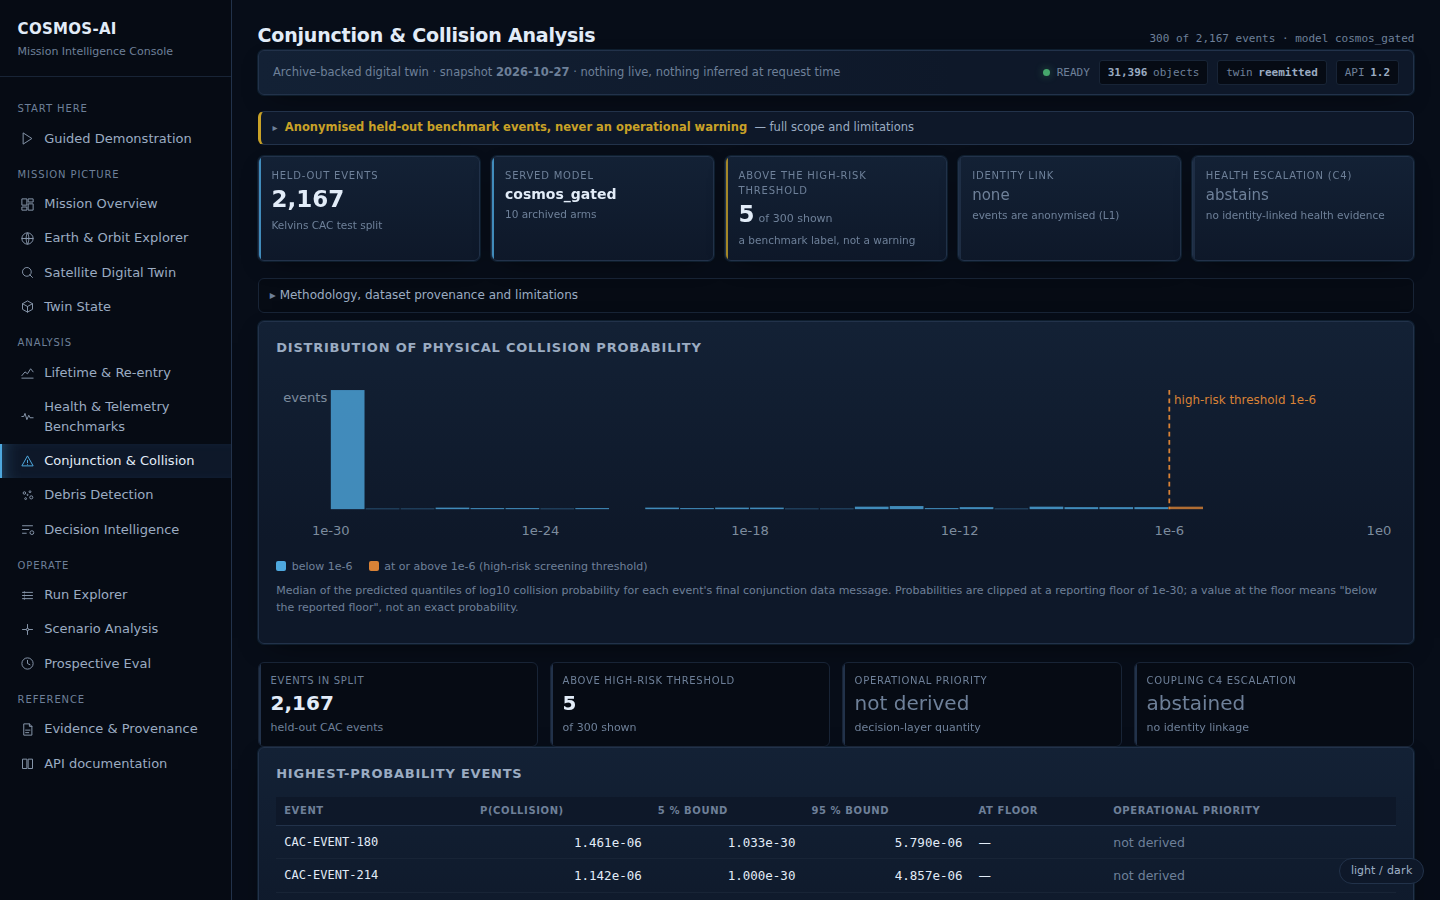 COSMOS-AI
Mission Intelligence Console
START HERE
Guided Demonstration
MISSION PICTURE
Mission Overview
Earth & Orbit Explorer
Satellite Digital Twin
Twin State
ANALYSIS
Lifetime & Re-entry
Health & Telemetry
Benchmarks
Conjunction & Collision
Debris Detection
Decision Intelligence
OPERATE
Run Explorer
Scenario Analysis
Prospective Eval
REFERENCE
Evidence & Provenance
API documentation
Conjunction & Collision Analysis
300 of 2,167 events · model cosmos_gated
Archive-backed digital twin · snapshot 2026-10-27 · nothing live, nothing inferred at request time
READY
31,396 objects
twin reemitted
API 1.2
▸ Anonymised held-out benchmark events, never an operational warning — full scope and limitations
HELD-OUT EVENTS
2,167
Kelvins CAC test split
SERVED MODEL
cosmos_gated
10 archived arms
ABOVE THE HIGH-RISK
THRESHOLD
5 of 300 shown
a benchmark label, not a warning
IDENTITY LINK
none
events are anonymised (L1)
HEALTH ESCALATION (C4)
abstains
no identity-linked health evidence
▸ Methodology, dataset provenance and limitations
DISTRIBUTION OF PHYSICAL COLLISION PROBABILITY
events
high-risk threshold 1e-6
1e-30 1e-24 1e-18 1e-12 1e-6 1e0
below 1e-6 at or above 1e-6 (high-risk screening threshold)
Median of the predicted quantiles of log10 collision probability for each event's final conjunction data message. Probabilities are clipped at a reporting floor of 1e-30; a value at the floor means "below
the reported floor", not an exact probability.
EVENTS IN SPLIT
2,167
held-out CAC events
ABOVE HIGH-RISK THRESHOLD
5
of 300 shown
OPERATIONAL PRIORITY
not derived
decision-layer quantity
COUPLING C4 ESCALATION
abstained
no identity linkage
HIGHEST-PROBABILITY EVENTS
EVENT P(COLLISION) 5 % BOUND 95 % BOUND AT FLOOR OPERATIONAL PRIORITY
CAC-EVENT-180 1.461e-06 1.033e-30 5.790e-06 — not derived
CAC-EVENT-214 1.142e-06 1.000e-30 4.857e-06 — not derived
light / dark